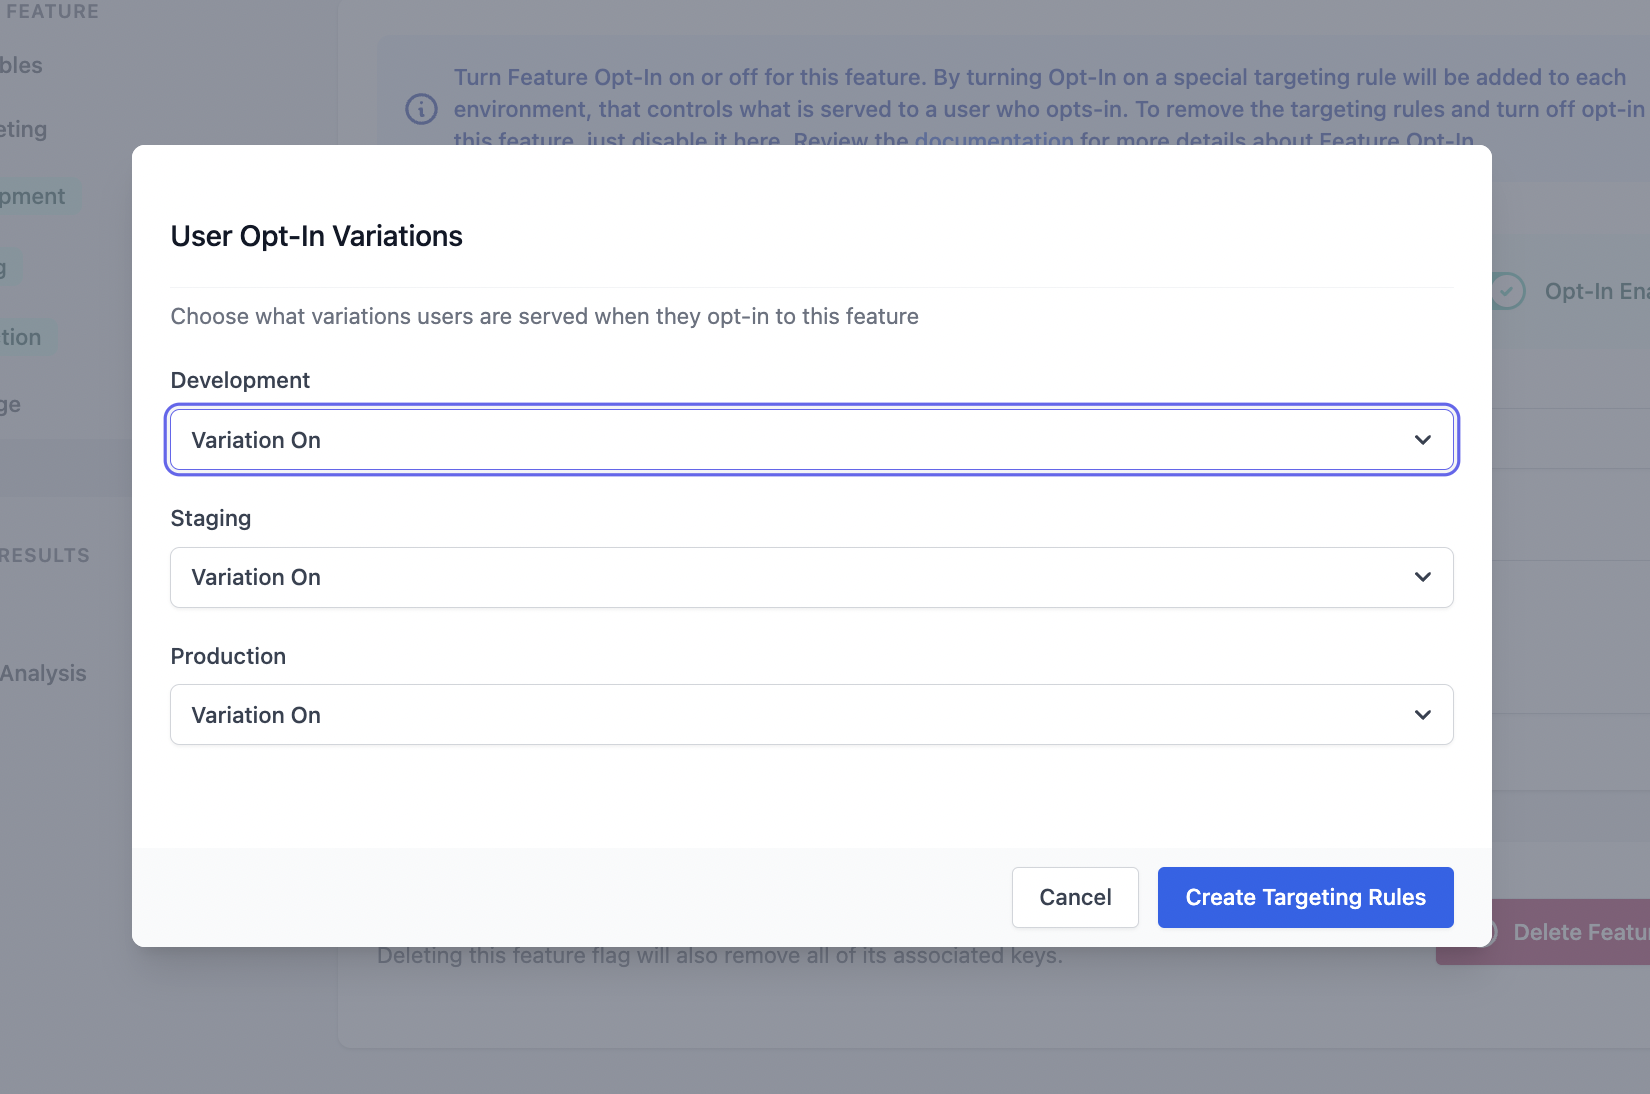 FEATURE
bles
Turn Feature Opt-In on or off for this feature. By turning Opt-In on a special targeting rule will be added to each
environment, that controls what is served to a user who opts-in. To remove the targeting rules and turn off opt-in
this feature, just disable it here. Review the documentation for more details about Feature Opt-In.
eting
pment
g
tion
ge
RESULTS
Analysis
User Opt-In Variations
Choose what variations users are served when they opt-in to this feature
Development
Variation On
Staging
Variation On
Production
Variation On
Cancel
Create Targeting Rules
Opt-In Ena
Delete Featu
Deleting this feature flag will also remove all of its associated keys.